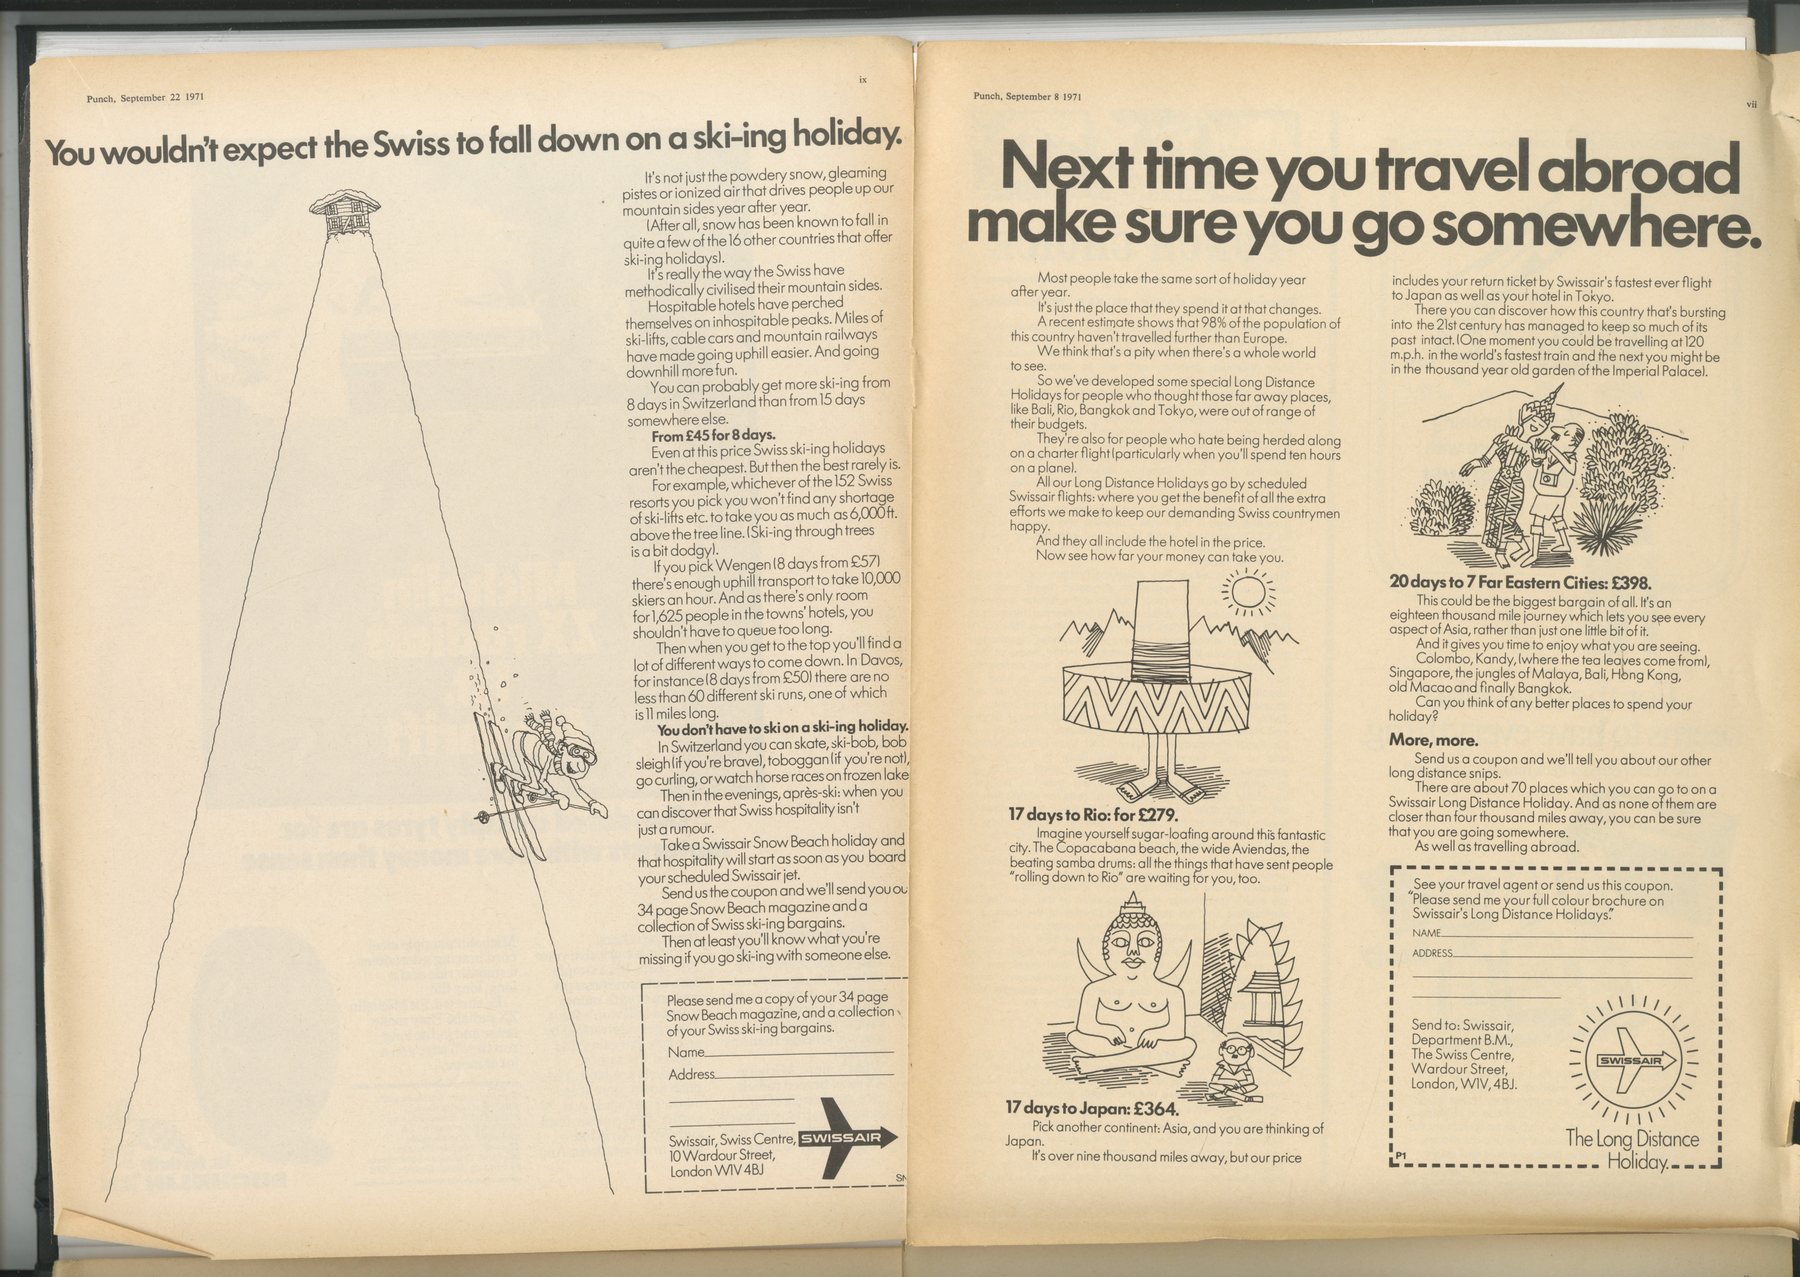 ix
Punch, September 22 1971
You wouldn't expect the Swiss to fall down on a ski-ing holiday.
It's not just the powdery snow, gleaming
pistes or ionized air that drives people up our
mountain sides year after year.
(After all, snow has been known to fall in
quite a few of the 16 other countries that offer
ski-ing holidays).
It's really the way the Swiss have
methodically civilised their mountain sides.
Hospitable hotels have perched
themselves on inhospitable peaks. Miles of
ski-lifts, cable cars and mountain railways
have made going uphill easier. And going
downhill more fun.
You can probably get more ski-ing from
8 days in Switzerland than from 15 days
somewhere else.
From £45 for 8 days.
Even at this price Swiss ski-ing holidays
aren't the cheapest. But then the best rarely is.
For example, whichever of the 152 Swiss
resorts you pick you won't find any shortage
of ski-lifts etc. to take you as much as 6,000 ft.
above the tree line. (Ski-ing through trees
is a bit dodgy).
If you pick Wengen (8 days from £57)
there's enough uphill transport to take 10,000
skiers an hour. And as there's only room
for 1,625 people in the towns' hotels, you
shouldn't have to queue too long.
Then when you get to the top you'll find a
lot of different ways to come down. In Davos,
for instance (8 days from £50) there are no
less than 60 different ski runs, one of which
is 11 miles long.
You don't have to ski on a ski-ing holiday.
In Switzerland you can skate, ski-bob, bob
sleigh (if you're brave), toboggan (if you're not),
go curling, or watch horse races on frozen lake
Then in the evenings, après-ski: when you
can discover that Swiss hospitality isn't
just a rumour.
Take a Swissair Snow Beach holiday and
that hospitality will start as soon as you board
your scheduled Swissair jet.
Send us the coupon and we'll send you ou
34 page Snow Beach magazine and a
collection of Swiss ski-ing bargains.
Then at least you'll know what you're
missing if you go ski-ing with someone else.
Please send me a copy of your 34 page
Snow Beach magazine, and a collection
of your Swiss ski-ing bargains.
Name
Address
Swissair, Swiss Centre,
10 Wardour Street,
London W1V 4BJ
SWISSAIR
SN
Punch, September 8 1971
vii
Next time you travel abroad
make sure you go somewhere.
Most people take the same sort of holiday year
after year.
It's just the place that they spend it at that changes.
A recent estimate shows that 98% of the population of
this country haven't travelled further than Europe.
We think that's a pity when there's a whole world
to see.
So we've developed some special Long Distance
Holidays for people who thought those far away places,
like Bali, Rio, Bangkok and Tokyo, were out of range of
their budgets.
They're also for people who hate being herded along
on a charter flight (particularly when you'll spend ten hours
on a plane).
All our Long Distance Holidays go by scheduled
Swissair flights: where you get the benefit of all the extra
efforts we make to keep our demanding Swiss countrymen
happy.
And they all include the hotel in the price.
Now see how far your money can take you.
17 days to Rio: for £279.
Imagine yourself sugar-loafing around this fantastic
city. The Copacabana beach, the wide Aviendas, the
beating samba drums: all the things that have sent people
"rolling down to Rio" are waiting for you, too.
17 days to Japan: £364.
Pick another continent: Asia, and you are thinking of
Japan.
It's over nine thousand miles away, but our price
includes your return ticket by Swissair's fastest ever flight
to Japan as well as your hotel in Tokyo.
There you can discover how this country that's bursting
into the 21st century has managed to keep so much of its
past intact. (One moment you could be travelling at 120
m.p.h. in the world's fastest train and the next you might be
in the thousand year old garden of the Imperial Palace).
20 days to 7 Far Eastern Cities: £398.
This could be the biggest bargain of all. It's an
eighteen thousand mile journey which lets you see every
aspect of Asia, rather than just one little bit of it.
And it gives you time to enjoy what you are seeing.
Colombo, Kandy, (where the tea leaves come from),
Singapore, the jungles of Malaya, Bali, Hong Kong,
old Macao and finally Bangkok.
Can you think of any better places to spend your
holiday?
More, more.
Send us a coupon and we'll tell you about our other
long distance snips.
There are about 70 places which you can go to on a
Swissair Long Distance Holiday. And as none of them are
closer than four thousand miles away, you can be sure
that you are going somewhere.
As well as travelling abroad.
See your travel agent or send us this coupon.
"Please send me your full colour brochure on
Swissair's Long Distance Holidays."
NAME
ADDRESS
Send to: Swissair,
Department B.M.,
The Swiss Centre,
Wardour Street,
London, W1V, 4BJ.
SWISSAIR
The Long Distance
Holiday.
P1